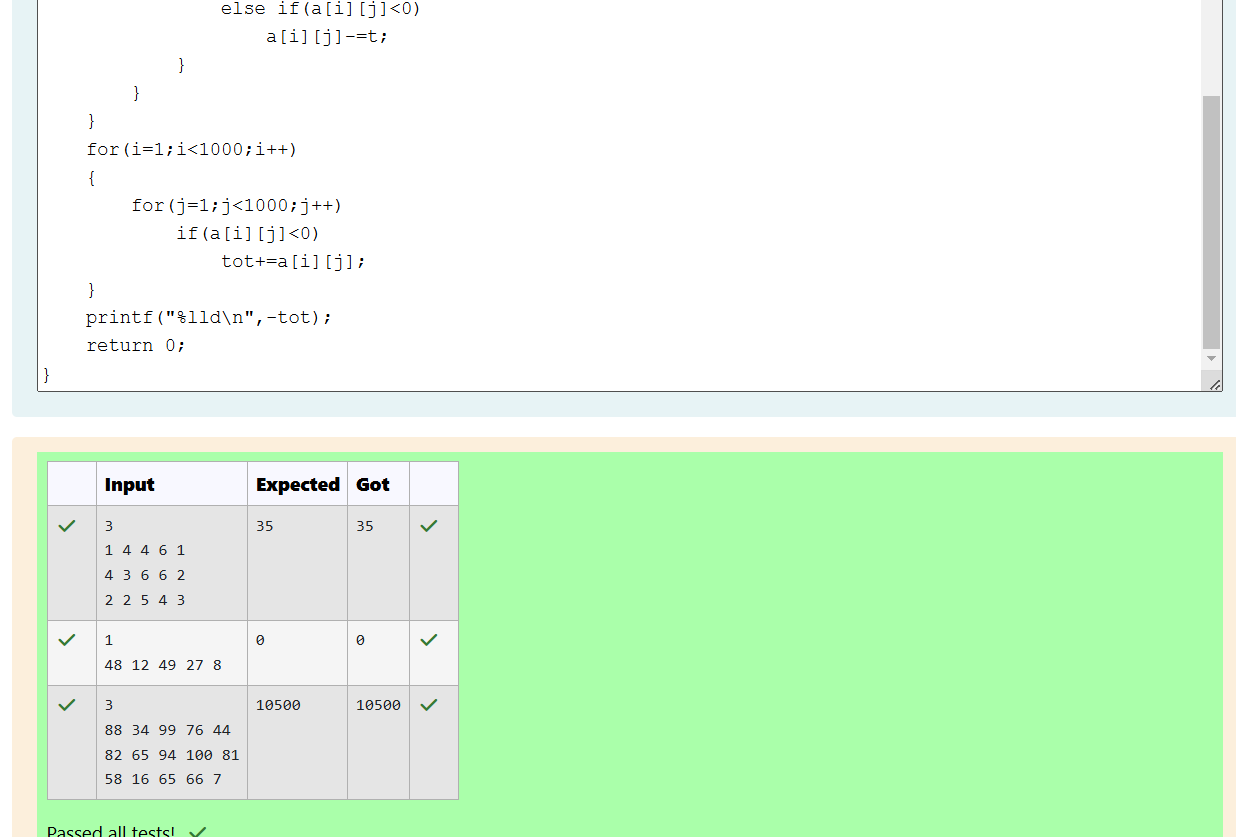 else if(a[i][j]<0)
a[i][j]-=t;
}
}
}
for(i=1;i<1000;i++)
{
for(j=1;j<1000;j++)
if(a[i][j]<0)
tot+=a[i][j];
}
printf("%lld\n",-tot);
return 0;
}
Input Expected Got
3 35 35
1 4 4 6 1
4 3 6 6 2
2 2 5 4 3
1 0 0
48 12 49 27 8
3 10500 10500
88 34 99 76 44
82 65 94 100 81
58 16 65 66 7
Passed all tests!